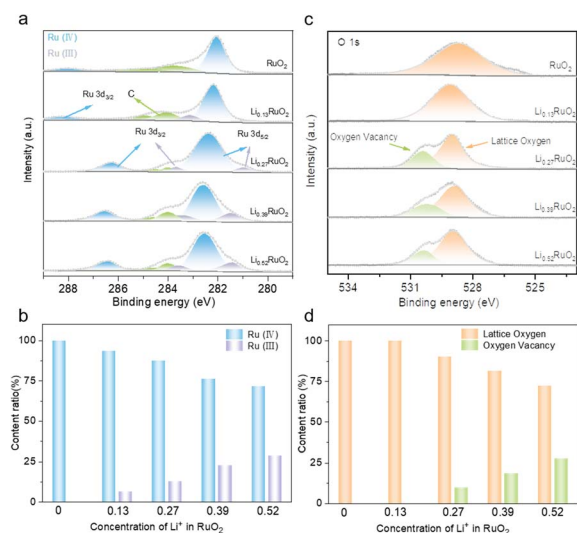 a
Ru (IV)
Ru (III)
RuO2
Ru 3d3/2
C
Li0.13RuO2
Ru 3d3/2
Ru 3d5/2
Li0.27RuO2
Li0.39RuO2
Li0.52RuO2
Intensity (a.u.)
288 286 284 282 280
Binding energy (eV)
c
O 1s
RuO2
Li0.13RuO2
Oxygen Vacancy
Lattice Oxygen
Li0.27RuO2
Li0.39RuO2
Li0.52RuO2
Intensity (a.u.)
534 531 528 525
Binding energy (eV)
b
Ru (IV)
Ru (III)
Content ratio(%)
100
75
50
25
0
0 0.13 0.27 0.39 0.52
Concentration of Li+ in RuO2
d
Lattice Oxygen
Oxygen Vacancy
Content ratio (%)
100
75
50
25
0
0 0.13 0.27 0.39 0.52
Concentration of Li+ in RuO2